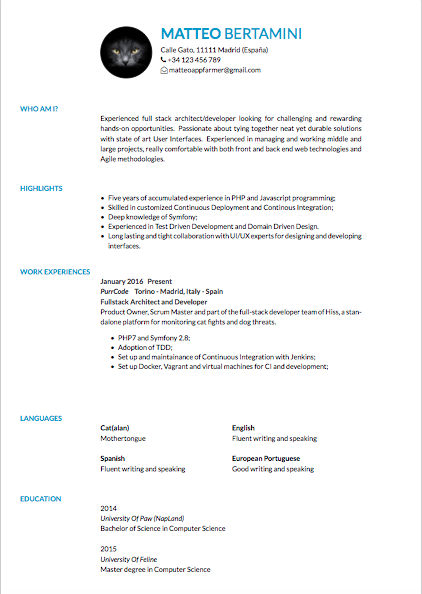 MATTEO BERTAMINI
Calle Gato, 11111 Madrid (España)
+34 123 456 789
matteoappfarmer@gmail.com
WHO AM I?
Experienced full stack architect/developer looking for challenging and rewarding
hands-on opportunities. Passionate about tying together neat yet durable solutions
with state of art User Interfaces. Experienced in managing and working middle and
large projects, really comfortable with both front and back end web technologies and
Agile methodologies.
HIGHLIGHTS
• Five years of accumulated experience in PHP and Javascript programming;
• Skilled in customized Continuous Deployment and Continous Integration;
• Deep knowledge of Symfony;
• Experienced in Test Driven Development and Domain Driven Design.
• Long lasting and tight collaboration with UI/UX experts for designing and developing
interfaces.
WORK EXPERIENCES
January 2016 Present
PurrCode Torino - Madrid, Italy - Spain
Fullstack Architect and Developer
Product Owner, Scrum Master and part of the full-stack developer team of Hiss, a stan-
dalone platform for monitoring cat fights and dog threats.
• PHP7 and Symfony 2.8;
• Adoption of TDD;
• Set up and maintainance of Continuous Integration with Jenkins;
• Set up Docker, Vagrant and virtual machines for CI and development;
LANGUAGES
Cat(alan)
Mothertongue
English
Fluent writing and speaking
Spanish
Fluent writing and speaking
European Portuguese
Good writing and speaking
EDUCATION
2014
University Of Paw (NapLand)
Bachelor of Science in Computer Science
2015
University Of Feline
Master degree in Computer Science